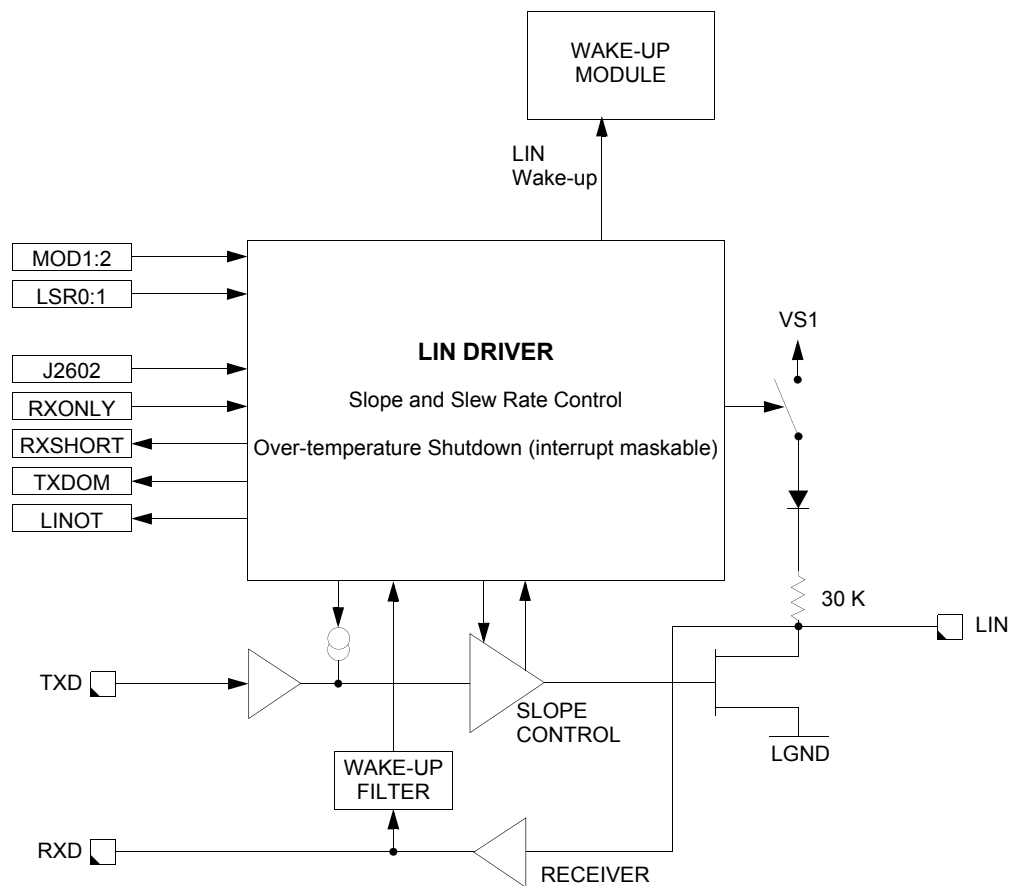 WAKE-UP
MODULE
LIN
Wake-up
MOD1:2
LSR0:1
J2602
RXONLY
RXSHORT
TXDOM
LINOT
LIN DRIVER
Slope and Slew Rate Control
Over-temperature Shutdown (interrupt maskable)
VS1
30 K
LIN
TXD
SLOPE
CONTROL
LGND
WAKE-UP
FILTER
RXD
RECEIVER